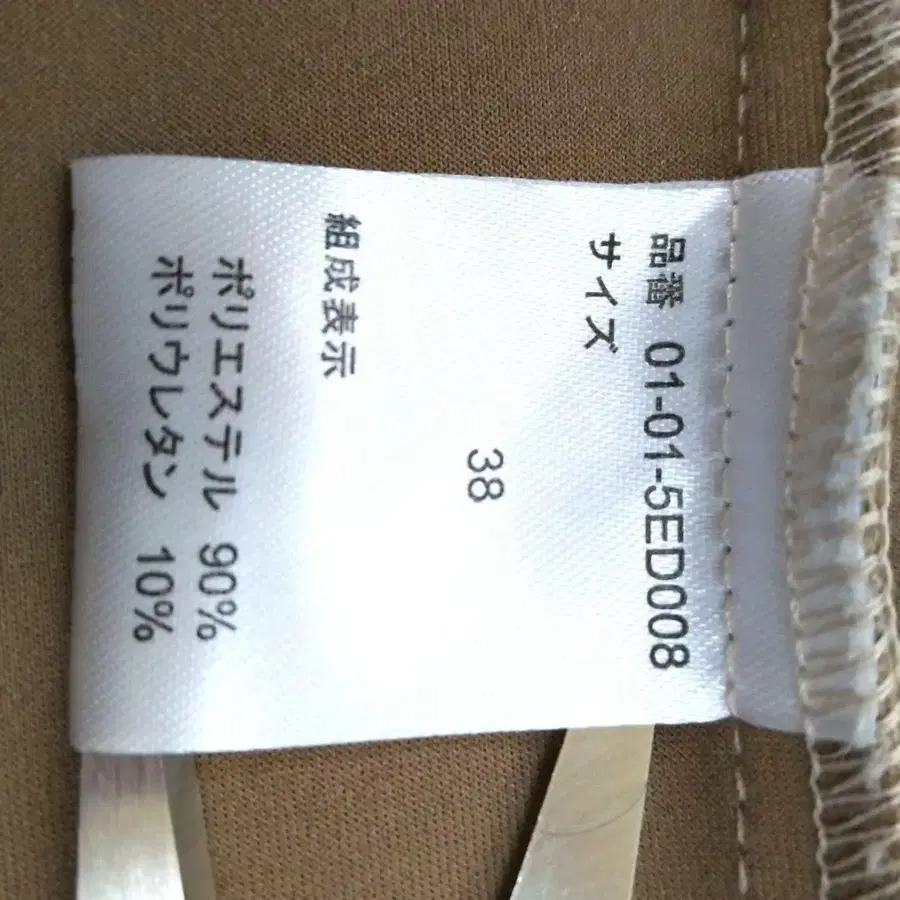 品番 01-01-5ED008
サイズ
38
組成表示
ポリエステル 90%
ポリウレタン 10%